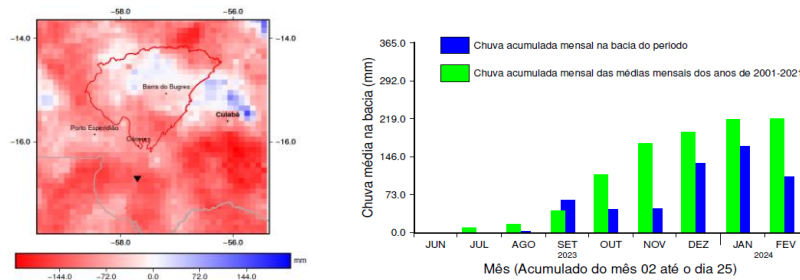 -58.0
-56.0
-14.0
-14.0
Barra do Bugres
Cuiabá
Porto Esperidião
Cáceres
-16.0
-16.0
-58.0
-56.0
mm
-144.0
-72.0
0.0
72.0
144.0
Chuva média na bacia (mm)
365.0
292.0
219.0
146.0
73.0
0.0
Chuva acumulada mensal na bacia do periodo
Chuva acumulada mensal das médias mensais dos anos de 2001-2021
JUN JUL AGO SET OUT NOV DEZ JAN FEV
2023 2024
Mês (Acumulado do mês 02 até o dia 25)